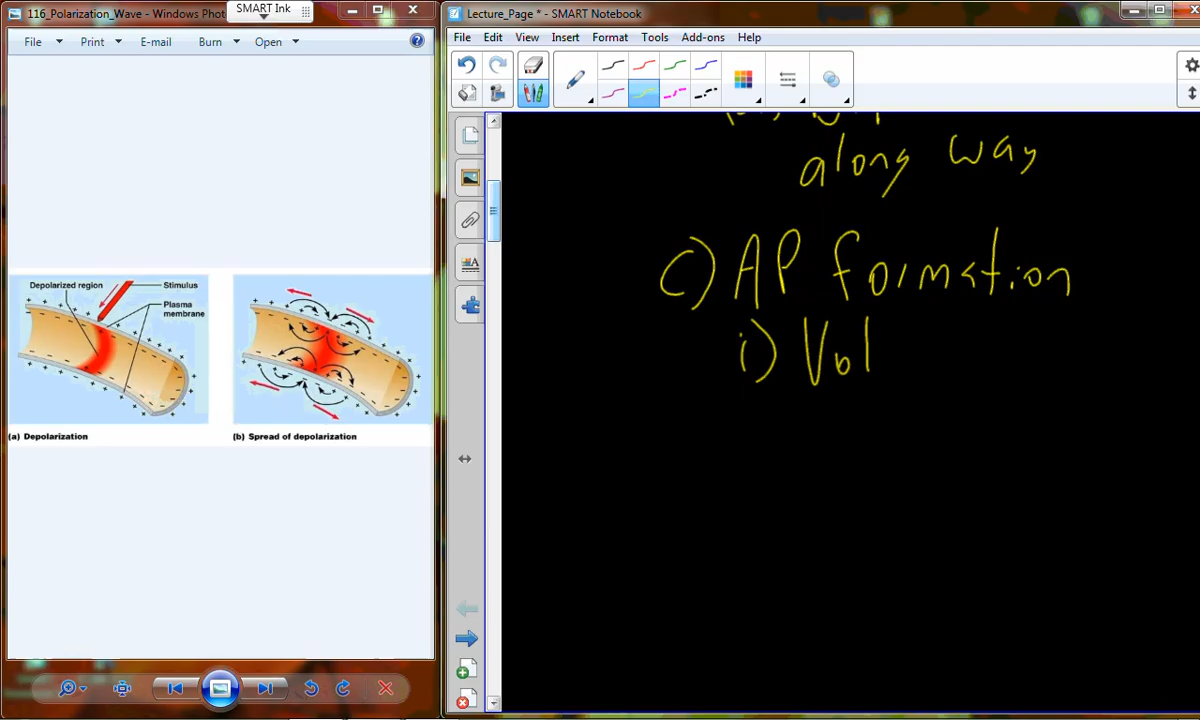 116_Polarization_Wave - Windows Phot
SMART Ink
File Print E-mail Burn Open
Depolarized region
Stimulus
Plasma
membrane
(a) Depolarization
(b) Spread of depolarization
Lecture_Page * - SMART Notebook
File Edit View Insert Format Tools Add-ons Help
along way
c) AP formation
i) Vol